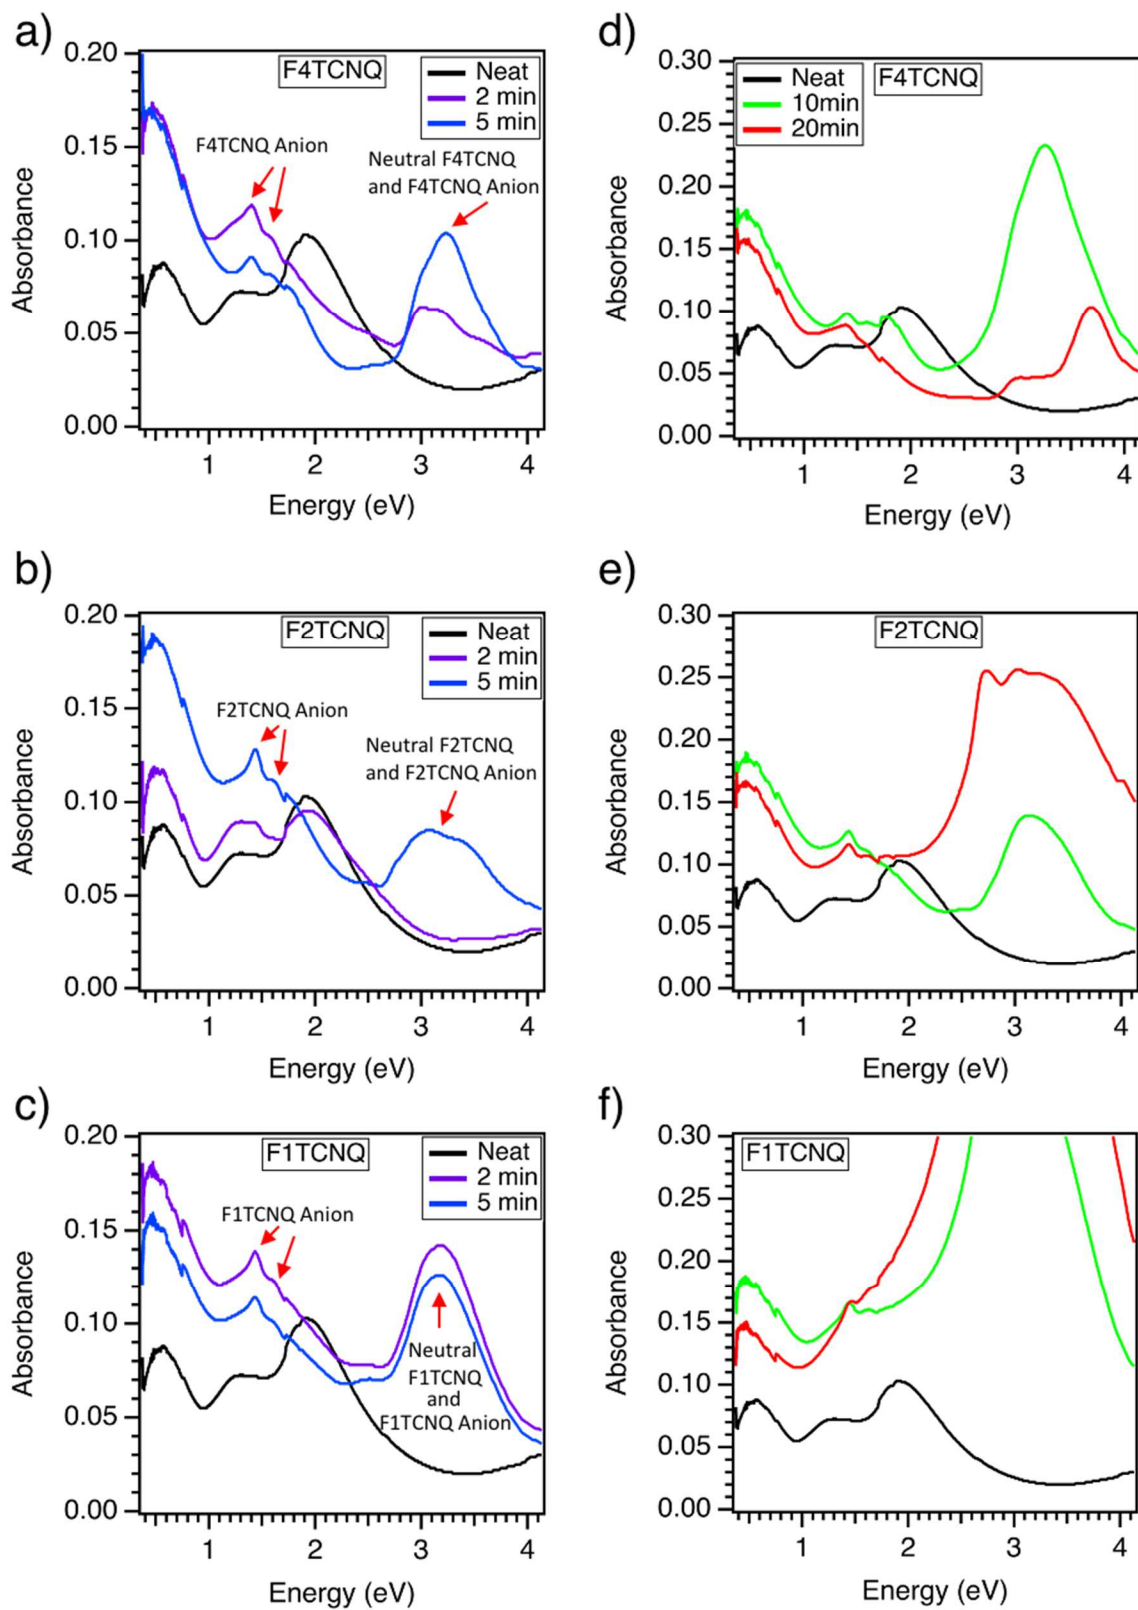 a)
F4TCNQ
Neat
2 min
5 min
F4TCNQ Anion
Neutral F4TCNQ
and F4TCNQ Anion
0.20
0.15
0.10
0.05
0.00
Absorbance
1 2 3 4
Energy (eV)
d)
Neat
10min
20min
F4TCNQ
0.30
0.25
0.20
0.15
0.10
0.05
0.00
Absorbance
1 2 3 4
Energy (eV)
b)
F2TCNQ
Neat
2 min
5 min
F2TCNQ Anion
Neutral F2TCNQ
and F2TCNQ Anion
0.20
0.15
0.10
0.05
0.00
Absorbance
1 2 3 4
Energy (eV)
e)
F2TCNQ
0.30
0.25
0.20
0.15
0.10
0.05
0.00
Absorbance
1 2 3 4
Energy (eV)
c)
F1TCNQ
Neat
2 min
5 min
F1TCNQ Anion
Neutral
F1TCNQ
and
F1TCNQ Anion
0.20
0.15
0.10
0.05
0.00
Absorbance
1 2 3 4
Energy (eV)
f)
F1TCNQ
0.30
0.25
0.20
0.15
0.10
0.05
0.00
Absorbance
1 2 3 4
Energy (eV)